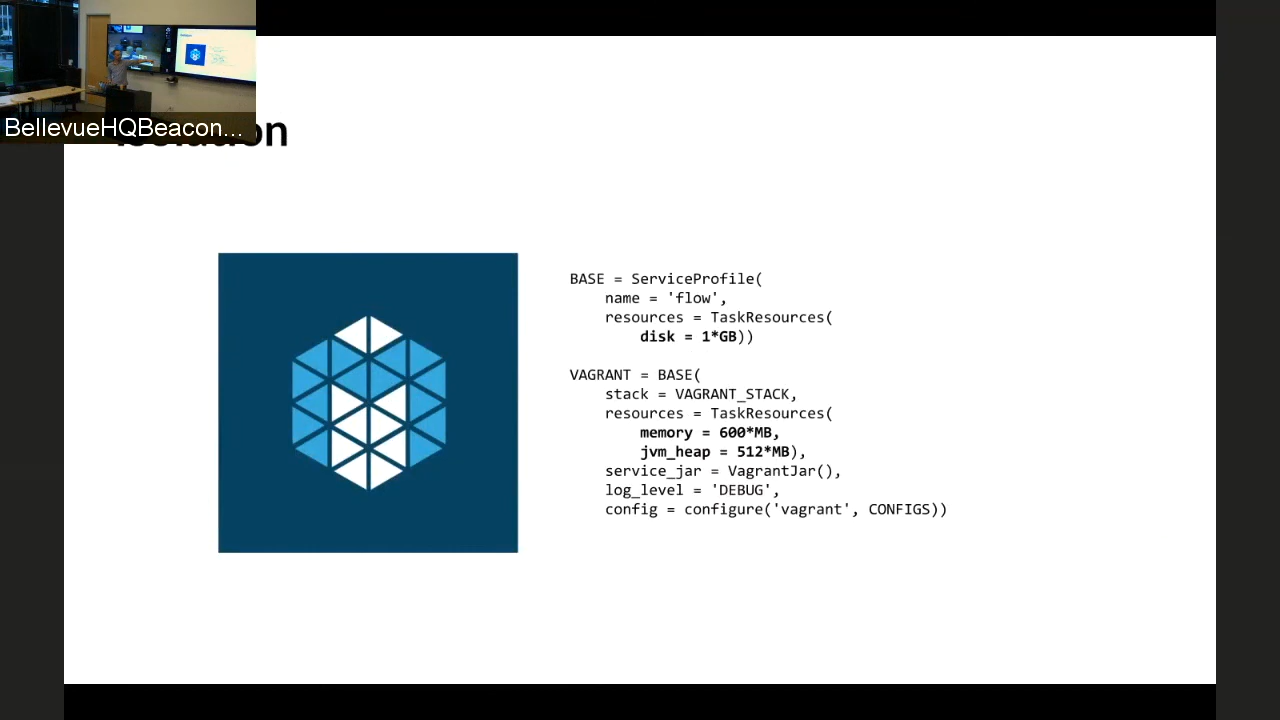 BellevueHQBeacon...
BASE = ServiceProfile(
name = 'flow',
resources = TaskResources(
disk = 1*GB))
VAGRANT = BASE(
stack = VAGRANT_STACK,
resources = TaskResources(
memory = 600*MB,
jvm_heap = 512*MB),
service_jar = VagrantJar(),
log_level = 'DEBUG',
config = configure('vagrant', CONFIGS))